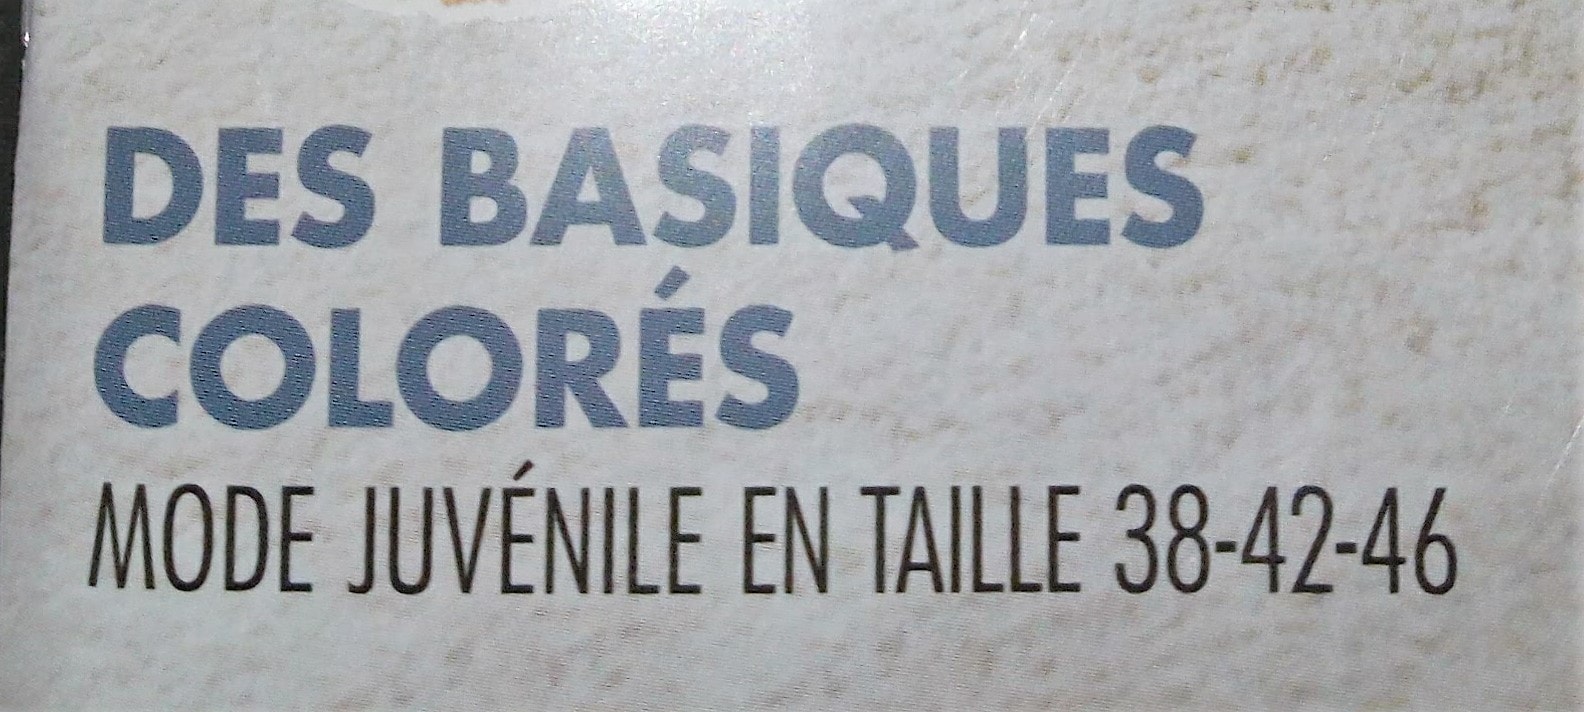 DES BASIQUES
COLORÉS
MODE JUVÉNILE EN TAILLE 38-42-46